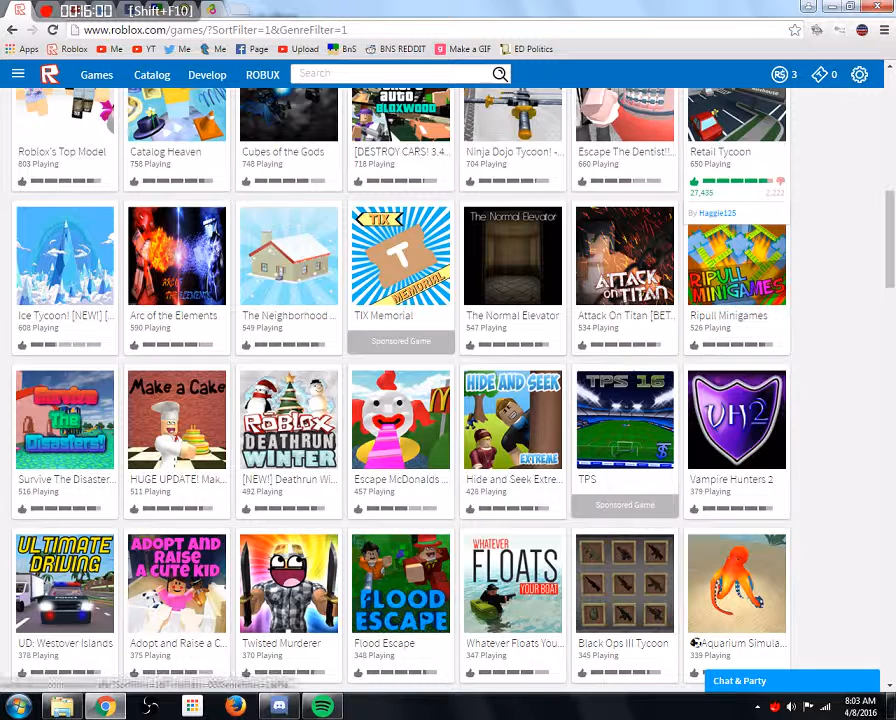 00:15:00 [Shift+F10]
www.roblox.com/games/?SortFilter=1&GenreFilter=1
Apps Roblox Me YT Me Me Page Upload BnS BNS REDDIT Make a GIF ED Politics
Games Catalog Develop ROBUX Search 3 0
AUTO
BLOXWOOD
Roblox's Top Model
803 Playing
Catalog Heaven
758 Playing
Cubes of the Gods
748 Playing
[DESTROY CARS! 3.4...
718 Playing
Ninja Dojo Tycoon! -...
704 Playing
Escape The Dentist!!...
660 Playing
Retail Tycoon
650 Playing
27,435 2,222
By Haggie125
ARC OF
THE ELEMENTS
TIX
T
MEMORIAL
The Normal Elevator
ATTACK
ON TITAN
RIPULL
MINIGAMES
Ice Tycoon! [NEW!] [...
608 Playing
Arc of the Elements
590 Playing
The Neighborhood ...
549 Playing
TIX Memorial
Sponsored Game
The Normal Elevator
547 Playing
Attack On Titan [BET...
534 Playing
Ripull Minigames
526 Playing
Survive
The
Disasters!
Make a Cake
ROBLOX
DEATHRUN
WINTER
HIDE AND SEEK
EXTREME
TPS 16
VH2
Survive The Disaster...
516 Playing
HUGE UPDATE! Mak...
511 Playing
[NEW!] Deathrun Wi...
492 Playing
Escape McDonalds ...
457 Playing
Hide and Seek Extre...
428 Playing
TPS
Sponsored Game
Vampire Hunters 2
379 Playing
ULTIMATE
DRIVING
ADOPT AND
RAISE
A CUTE KID
FLOOD
ESCAPE
WHATEVER
FLOATS
YOUR BOAT
UD: Westover Islands
378 Playing
Adopt and Raise a C...
375 Playing
Twisted Murderer
370 Playing
Flood Escape
348 Playing
Whatever Floats You...
347 Playing
Black Ops III Tycoon
345 Playing
Aquarium Simula...
339 Playing
Chat & Party
8:03 AM
4/8/2016